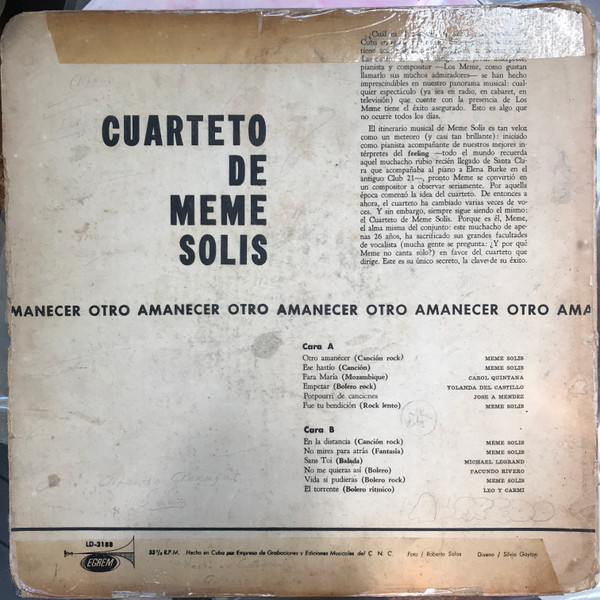 ¿Cuál es
Cuba en
tiene
Las
pianista y compositor —Los Meme, como gustan
llamarlo sus muchos admiradores— se han hecho
imprescindibles en nuestro panorama musical: cual-
quier espectáculo (ya sea en radio, en cabaret, en
televisión) que cuente con la presencia de Los
Meme tiene el éxito asegurado. Esto es algo que
no ocurre todos los días.
El itinerario musical de Meme Solís es tan veloz
como un meteoro (y casi tan brillante): iniciado
como pianista acompañante de nuestros mejores in-
térpretes del feeling —todo el mundo recuerda
aquel muchacho rubio recién llegado de Santa Cla-
ra que acompañaba al piano a Elena Burke en el
antiguo Club 21—, pronto Meme se convirtió en
un compositor a observar seriamente. Por aquella
época comenzó la idea del cuarteto. De entonces a
ahora, el cuarteto ha cambiado varias veces de vo-
ces. Y sin embargo, siempre sigue siendo el mismo:
el Cuarteto de Meme Solís. Porque es él, Meme,
el alma misma del conjunto: este muchacho de ape-
nas 26 años, ha sacrificado sus grandes facultades
de vocalista (mucha gente se pregunta: ¿Y por qué
Meme no canta solo?) en favor del cuarteto que
dirige. Este es su único secreto, la clave de su éxito.
CUARTETO
DE
MEME
SOLIS
MANECER OTRO AMANECER OTRO AMANECER OTRO AMANECER OTRO AMA
Cara A
Otro amanecer (Canción rock) MEME SOLIS
Ese hastío (Canción) MEME SOLIS
Para María (Mozambique) CAROL QUINTANA
Empezar (Bolero rock) YOLANDA DEL CASTILLO
Potpourrí de canciones JOSE A MENDEZ
Fue tu bendición (Rock lento) MEME SOLIS
Cara B
En la distancia (Canción rock) MEME SOLIS
No mires para atrás (Fantasía) MEME SOLIS
Sans Toi (Balada) MICHAEL LEGRAND
No me quieras así (Bolero) FACUNDO RIVERO
Vida si pudieras (Bolero rock) MEME SOLIS
El torrente (Bolero rítmico) LEO Y CARMI
LD-3188
EGREM
33⅓ R.P.M. Hecho en Cuba por Empresa de Grabaciones y Ediciones Musicales del C. N. C. Foto / Roberto Salas Diseño / Silvio Gaytón